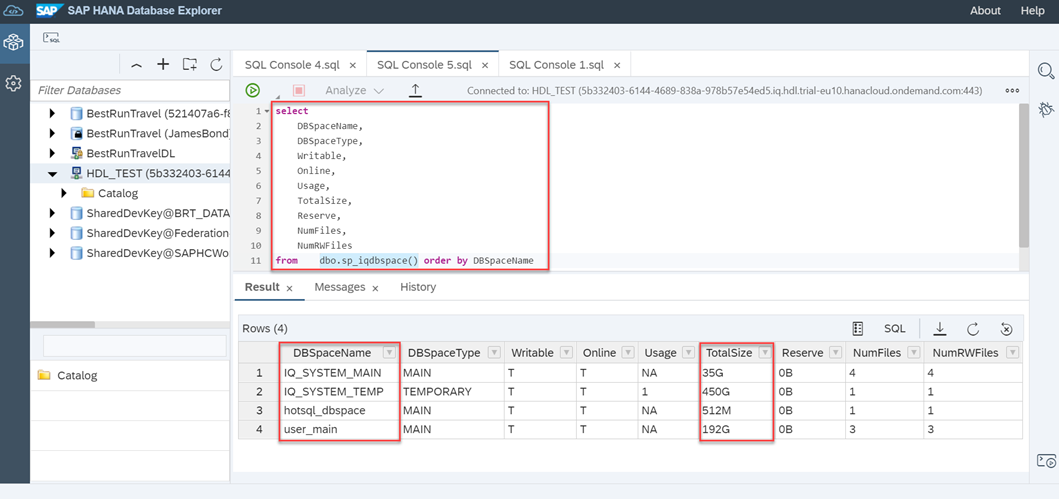 SAP SAP HANA Database Explorer About Help
SQL
Filter Databases
BestRunTravel (521407a6-f8
BestRunTravel (JamesBond)
BestRunTravelDL
HDL_TEST (5b332403-6144
Catalog
SharedDevKey@BRT_DATA
SharedDevKey@Federation
SharedDevKey@SAPHCWo
Catalog
SQL Console 4.sql SQL Console 5.sql SQL Console 1.sql
Analyze Connected to: HDL_TEST (5b332403-6144-4689-838a-978b57e54ed5.iq.hdl.trial-eu10.hanacloud.ondemand.com:443)
1 select
2 DBSpaceName,
3 DBSpaceType,
4 Writable,
5 Online,
6 Usage,
7 TotalSize,
8 Reserve,
9 NumFiles,
10 NumRWFiles
11 from dbo.sp_iqdbspace() order by DBSpaceName
Result Messages History
Rows (4) SQL
DBSpaceName DBSpaceType Writable Online Usage TotalSize Reserve NumFiles NumRWFiles
1 IQ_SYSTEM_MAIN MAIN T T NA 35G 0B 4 4
2 IQ_SYSTEM_TEMP TEMPORARY T T 1 450G 0B 1 1
3 hotsql_dbspace MAIN T T NA 512M 0B 1 1
4 user_main MAIN T T NA 192G 0B 3 3